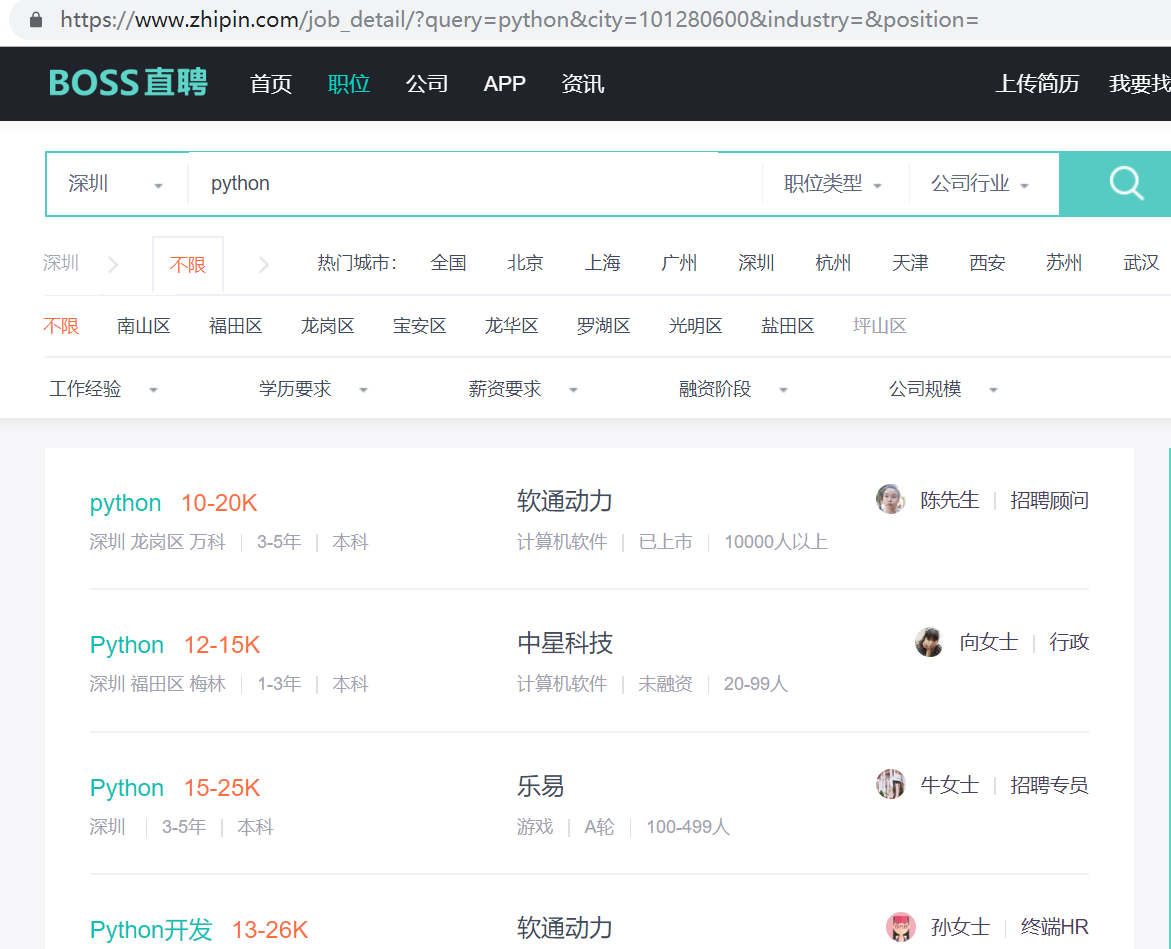 https://www.zhipin.com/job_detail/?query=python&city=101280600&industry=&position=
BOSS直聘 首页 职位 公司 APP 资讯 上传简历 我要找
深圳 python 职位类型 公司行业
深圳 不限 热门城市: 全国 北京 上海 广州 深圳 杭州 天津 西安 苏州 武汉
不限 南山区 福田区 龙岗区 宝安区 龙华区 罗湖区 光明区 盐田区 坪山区
工作经验 学历要求 薪资要求 融资阶段 公司规模
python 10-20K 软通动力 陈先生 | 招聘顾问
深圳 龙岗区 万科 | 3-5年 | 本科 计算机软件 | 已上市 | 10000人以上
Python 12-15K 中星科技 向女士 | 行政
深圳 福田区 梅林 | 1-3年 | 本科 计算机软件 | 未融资 | 20-99人
Python 15-25K 乐易 牛女士 | 招聘专员
深圳 | 3-5年 | 本科 游戏 | A轮 | 100-499人
Python开发 13-26K 软通动力 孙女士 | 终端HR